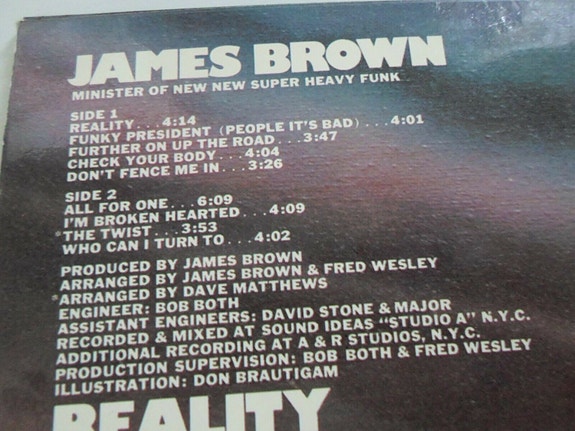 JAMES BROWN
MINISTER OF NEW NEW SUPER HEAVY FUNK
SIDE 1
REALITY...4:14
FUNKY PRESIDENT (PEOPLE IT'S BAD)...4:01
FURTHER ON UP THE ROAD...3:47
CHECK YOUR BODY...4:04
DON'T FENCE ME IN...3:26
SIDE 2
ALL FOR ONE...6:09
I'M BROKEN HEARTED...4:09
*THE TWIST...3:53
WHO CAN I TURN TO...4:02
PRODUCED BY JAMES BROWN
ARRANGED BY JAMES BROWN & FRED WESLEY
*ARRANGED BY DAVE MATTHEWS
ENGINEER: BOB BOTH
ASSISTANT ENGINEERS: DAVID STONE & MAJOR
RECORDED & MIXED AT SOUND IDEAS "STUDIO A" N.Y.C.
ADDITIONAL RECORDING AT A & R STUDIOS, N.Y.C.
PRODUCTION SUPERVISION: BOB BOTH & FRED WESLEY
ILLUSTRATION: DON BRAUTIGAM
REALITY